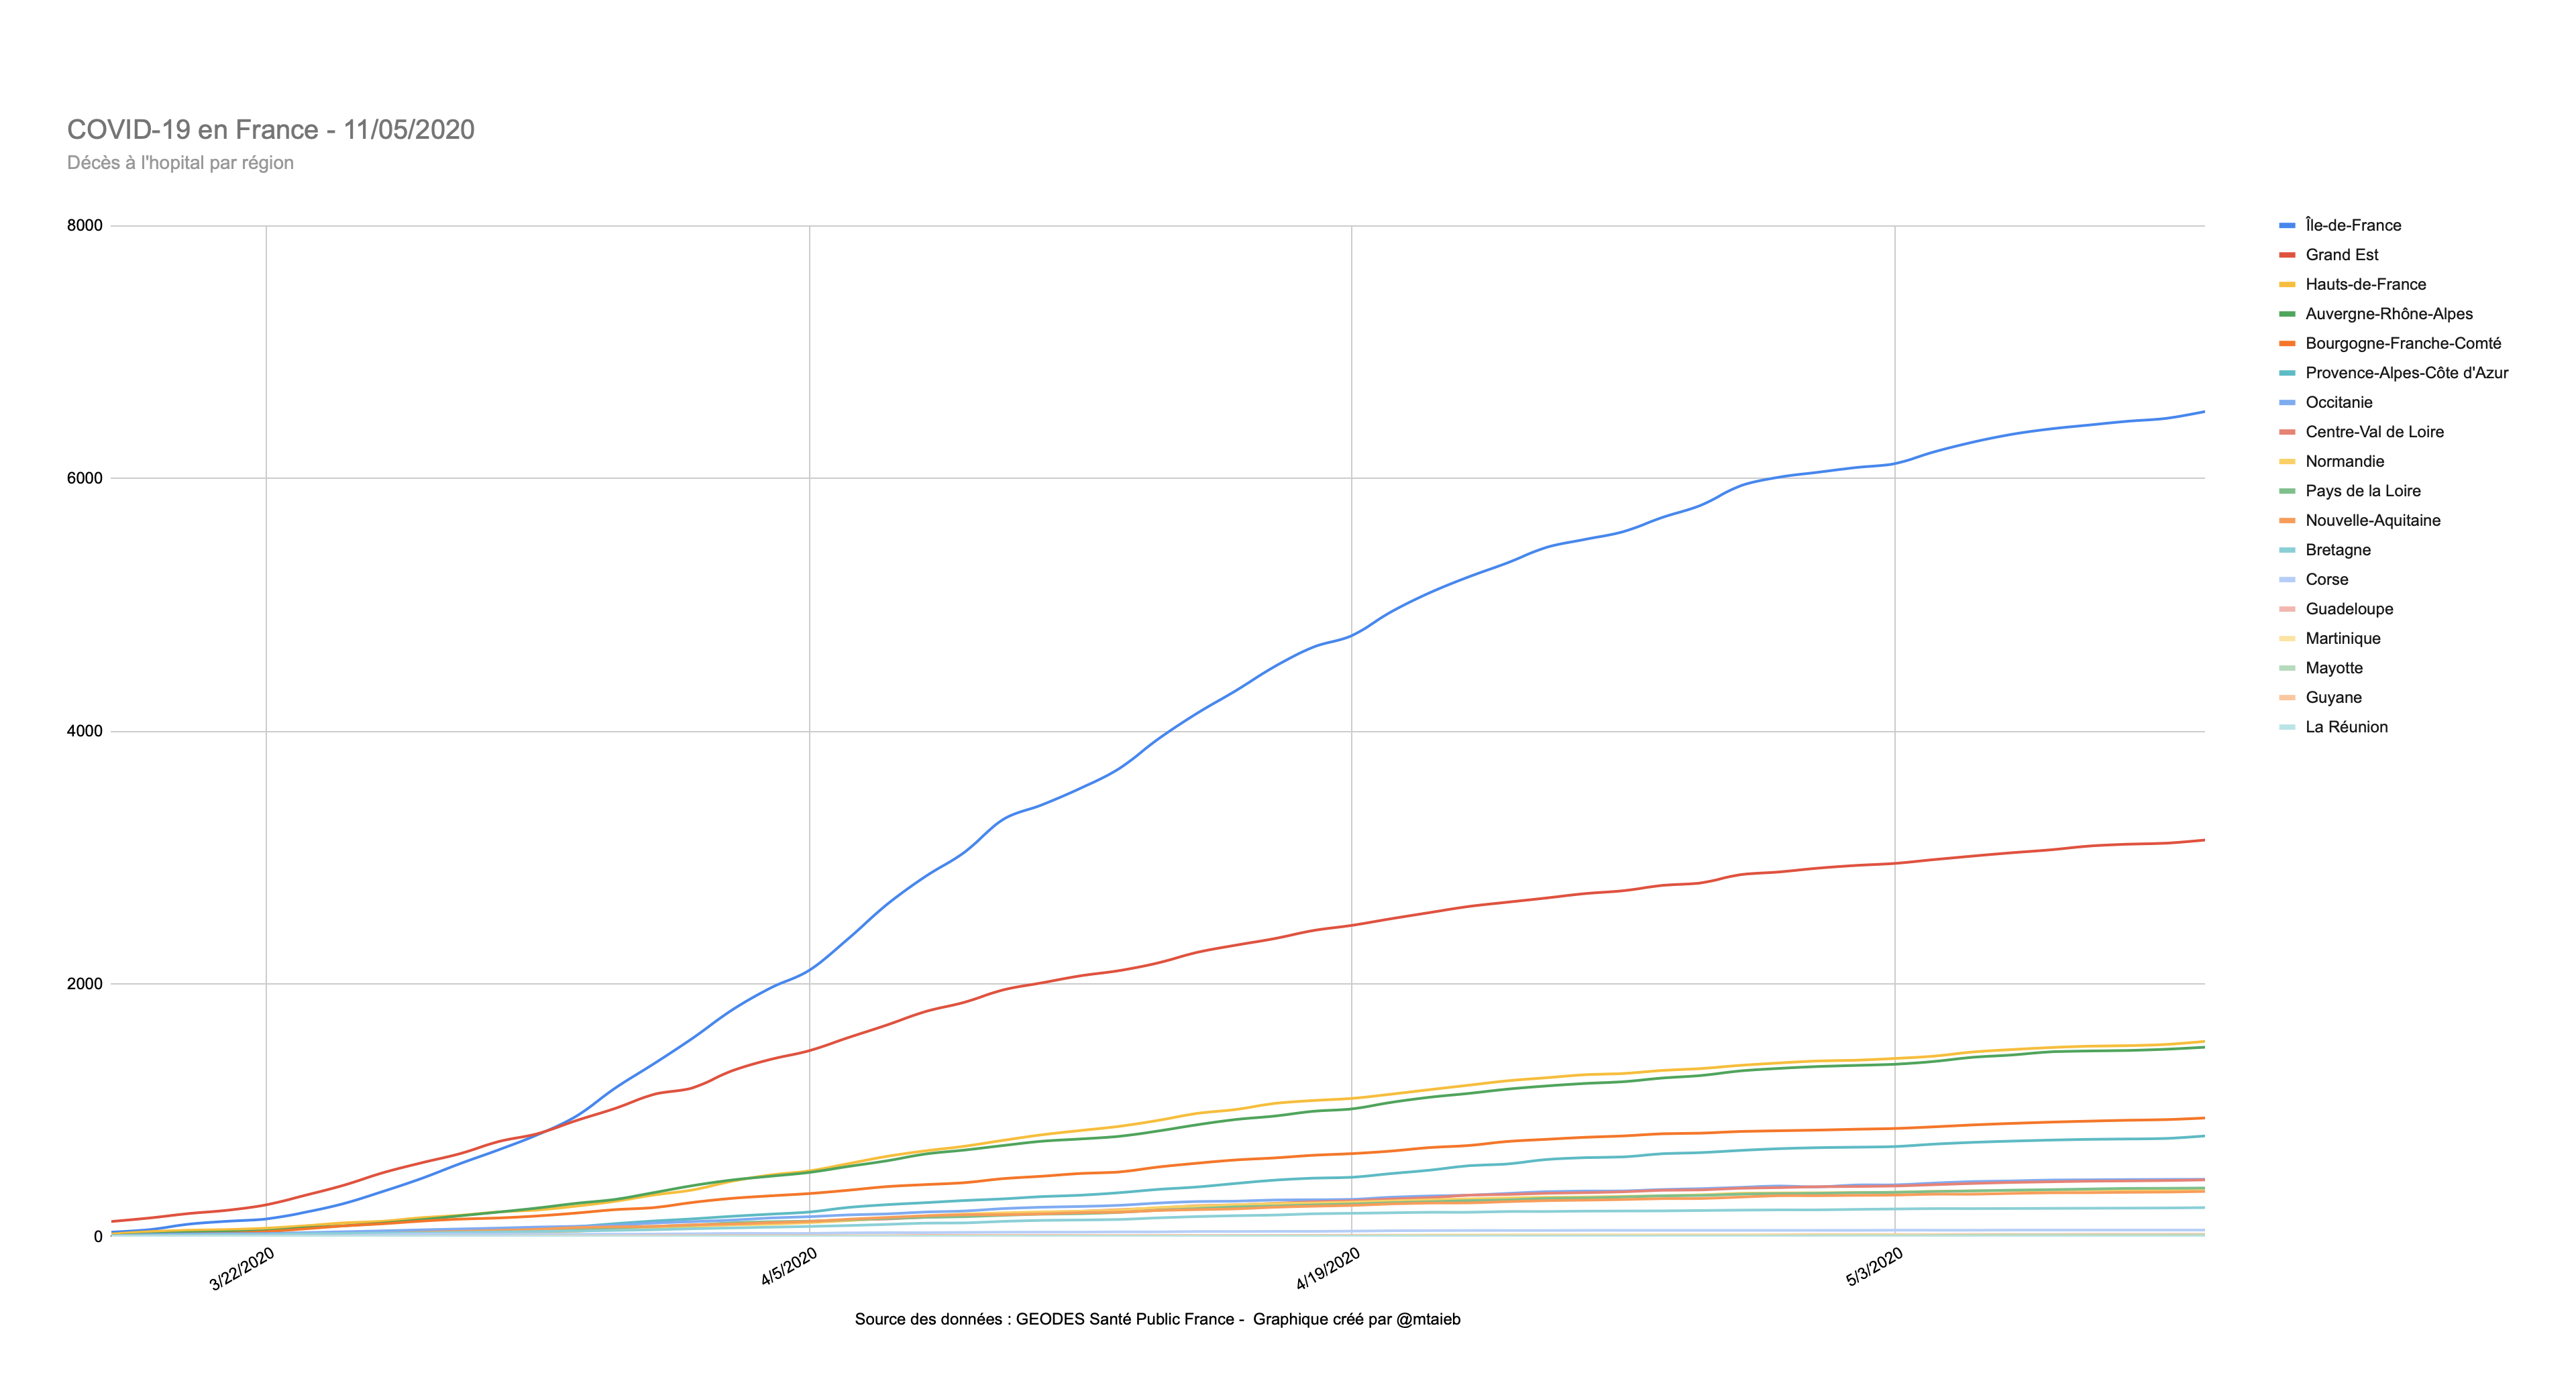 COVID-19 en France - 11/05/2020
Décès à l'hopital par région
8000
6000
4000
2000
0
3/22/2020
4/5/2020
4/19/2020
5/3/2020
Île-de-France
Grand Est
Hauts-de-France
Auvergne-Rhône-Alpes
Bourgogne-Franche-Comté
Provence-Alpes-Côte d'Azur
Occitanie
Centre-Val de Loire
Normandie
Pays de la Loire
Nouvelle-Aquitaine
Bretagne
Corse
Guadeloupe
Martinique
Mayotte
Guyane
La Réunion
Source des données : GEODES Santé Public France -  Graphique créé par @mtaieb